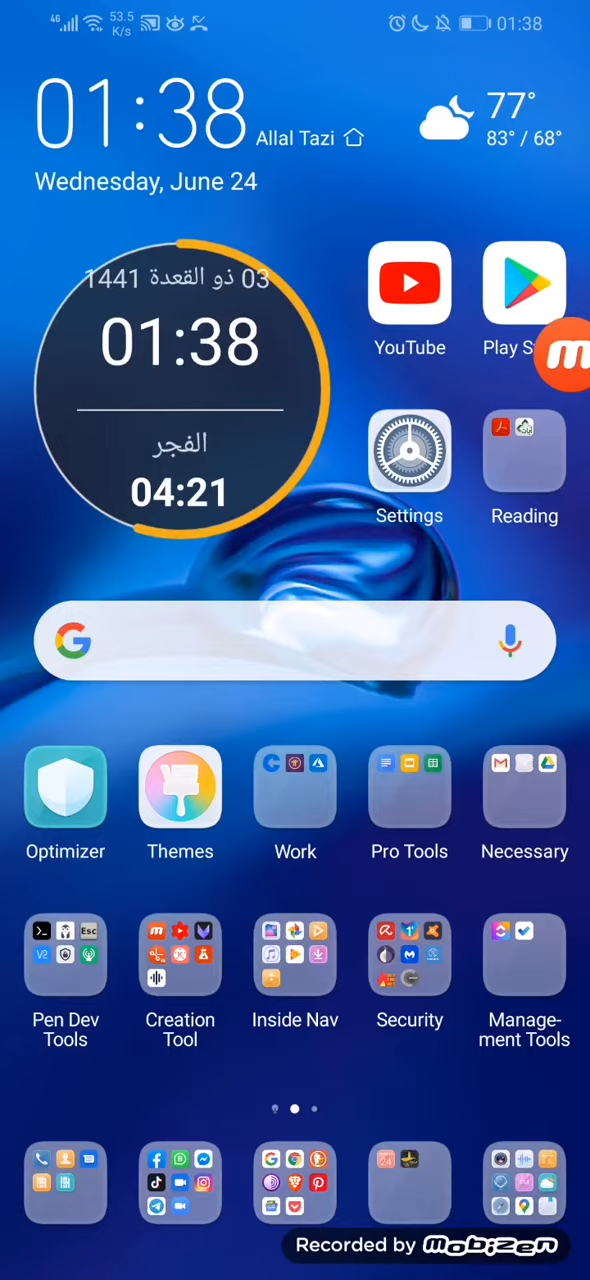 4G 53.5 K/s 01:38
01:38
Allal Tazi
Wednesday, June 24
77°
83° / 68°
03 ذو القعدة 1441
01:38
الفجر
04:21
YouTube
Play S
Settings
Reading
Optimizer
Themes
Work
Pro Tools
Necessary
Esc
Pen Dev
Tools
Creation
Tool
Inside Nav
Security
Manage-
ment Tools
24
Recorded by mobizen